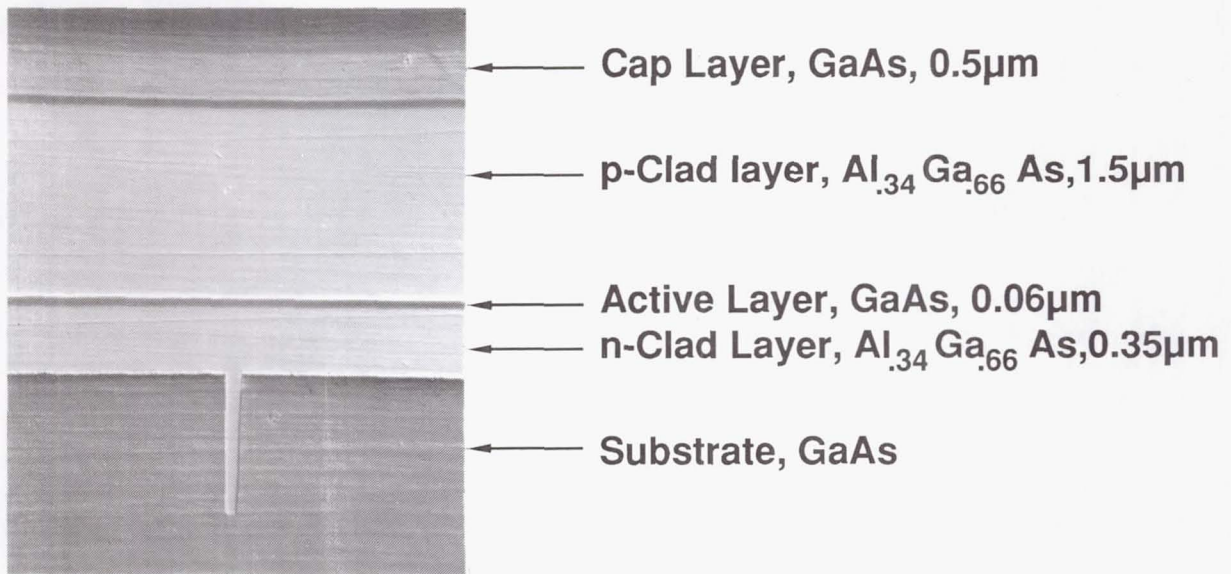 Cap Layer, GaAs, 0.5µm
p-Clad layer, Al.34 Ga.66 As,1.5µm
Active Layer, GaAs, 0.06µm
n-Clad Layer, Al.34 Ga.66 As,0.35µm
Substrate, GaAs